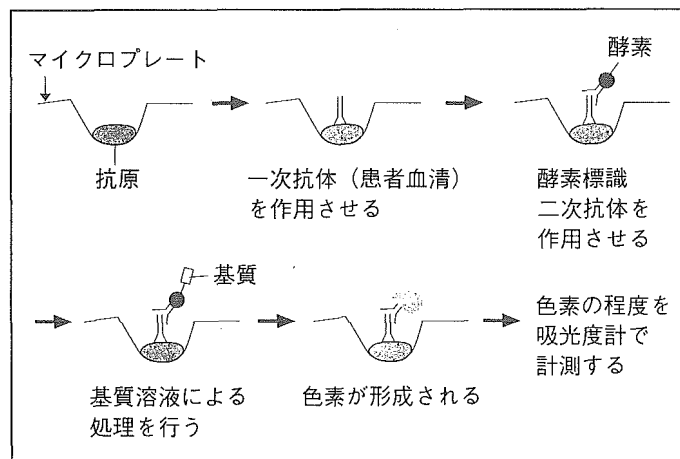 マイクロプレート
抗原
一次抗体（患者血清）
を作用させる
酵素
酵素標識
二次抗体を
作用させる
基質
基質溶液による
処理を行う
色素が形成される
色素の程度を
吸光度計で
計測する